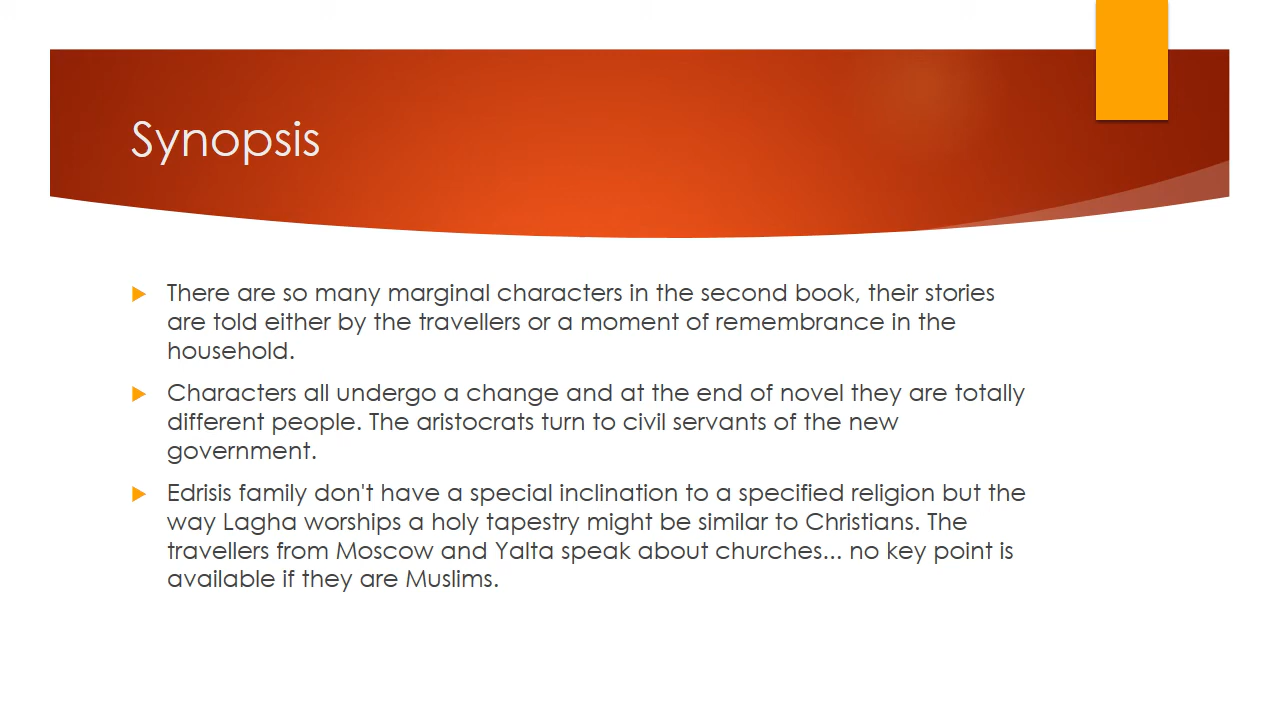 Synopsis
There are so many marginal characters in the second book, their stories
are told either by the travellers or a moment of remembrance in the
household.
Characters all undergo a change and at the end of novel they are totally
different people. The aristocrats turn to civil servants of the new
government.
Edrisis family don't have a special inclination to a specified religion but the
way Lagha worships a holy tapestry might be similar to Christians. The
travellers from Moscow and Yalta speak about churches... no key point is
available if they are Muslims.